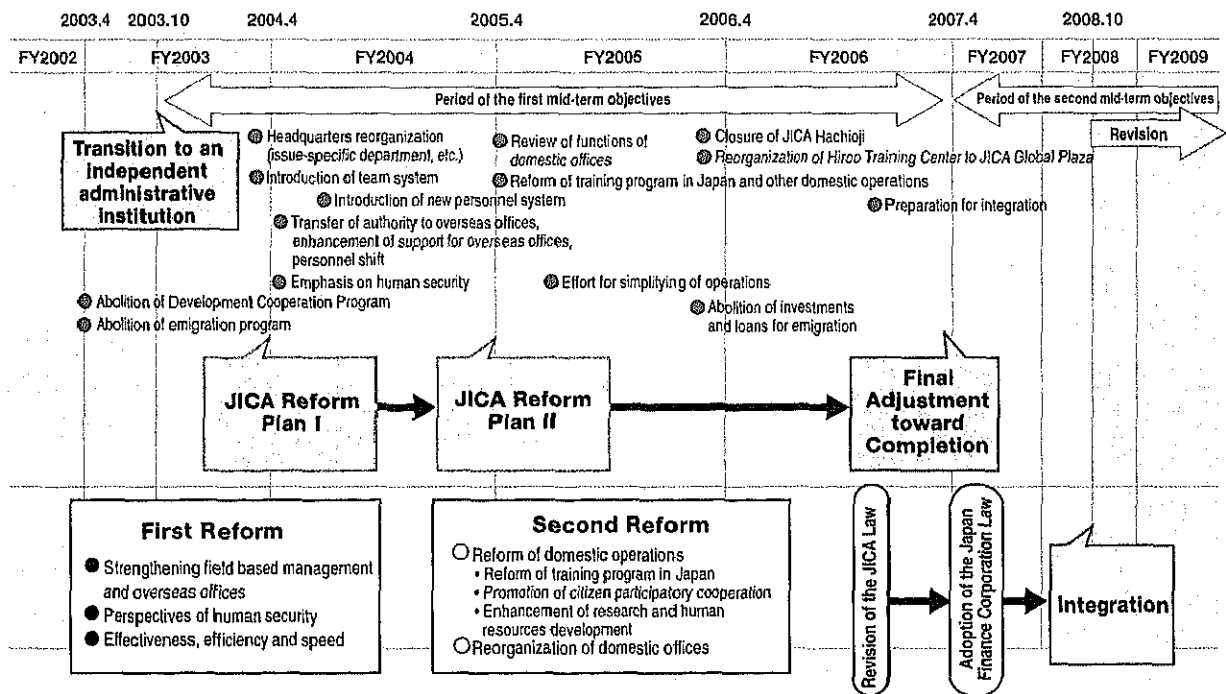 2003.4 2003.10 2004.4 2005.4 2006.4 2007.4 2008.10
FY2002 FY2003 FY2004 FY2005 FY2006 FY2007 FY2008 FY2009
Period of the first mid-term objectives
Period of the second mid-term objectives
Revision
Transition to an
independent
administrative
institution
Headquarters reorganization
(issue-specific department, etc.)
Introduction of team system
Introduction of new personnel system
Transfer of authority to overseas offices,
enhancement of support for overseas offices,
personnel shift
Emphasis on human security
Abolition of Development Cooperation Program
Abolition of emigration program
Review of functions of
domestic offices
Reform of training program in Japan and other domestic operations
Effort for simplifying of operations
Closure of JICA Hachioji
Reorganization of Hiroo Training Center to JICA Global Plaza
Preparation for integration
Abolition of investments
and loans for emigration
JICA Reform
Plan I
JICA Reform
Plan II
Final
Adjustment
toward
Completion
First Reform
Strengthening field based management
and overseas offices
Perspectives of human security
Effectiveness, efficiency and speed
Second Reform
Reform of domestic operations
• Reform of training program in Japan
• Promotion of citizen participatory cooperation
• Enhancement of research and human
resources development
Reorganization of domestic offices
Revision of the JICA Law
Adoption of the Japan
Finance Corporation Law
Integration